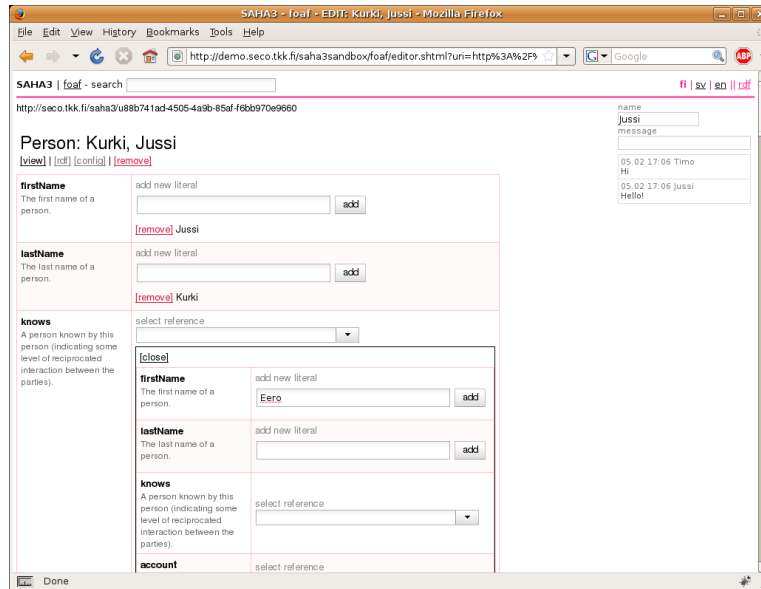 SAHA3 - foaf - EDIT: Kurki, Jussi - Mozilla Firefox
File Edit View History Bookmarks Tools Help
http://demo.seco.tkk.fi/saha3sandbox/foaf/editor.shtml?uri=http%3A%2F%
G Google
ABP
SAHA3 | foaf - search
fi | sv | en || rdf
http://seco.tkk.fi/saha3/u88b741ad-4505-4a9b-85af-f6bb970e9660
name
Jussi
message
05.02 17:06 Timo
Hi
05.02 17:06 Jussi
Hello!
Person: Kurki, Jussi
[view] | [rdf] [config] | [remove]
firstName
The first name of a
person.
add new literal
add
[remove] Jussi
lastName
The last name of a
person.
add new literal
add
[remove] Kurki
knows
A person known by this
person (indicating some
level of reciprocated
interaction between the
parties).
select reference
[close]
firstName
The first name of a
person.
add new literal
Eero
add
lastName
The last name of a
person.
add new literal
add
knows
A person known by this
person (indicating some
level of reciprocated
interaction between the
parties).
select reference
account
select reference
Done